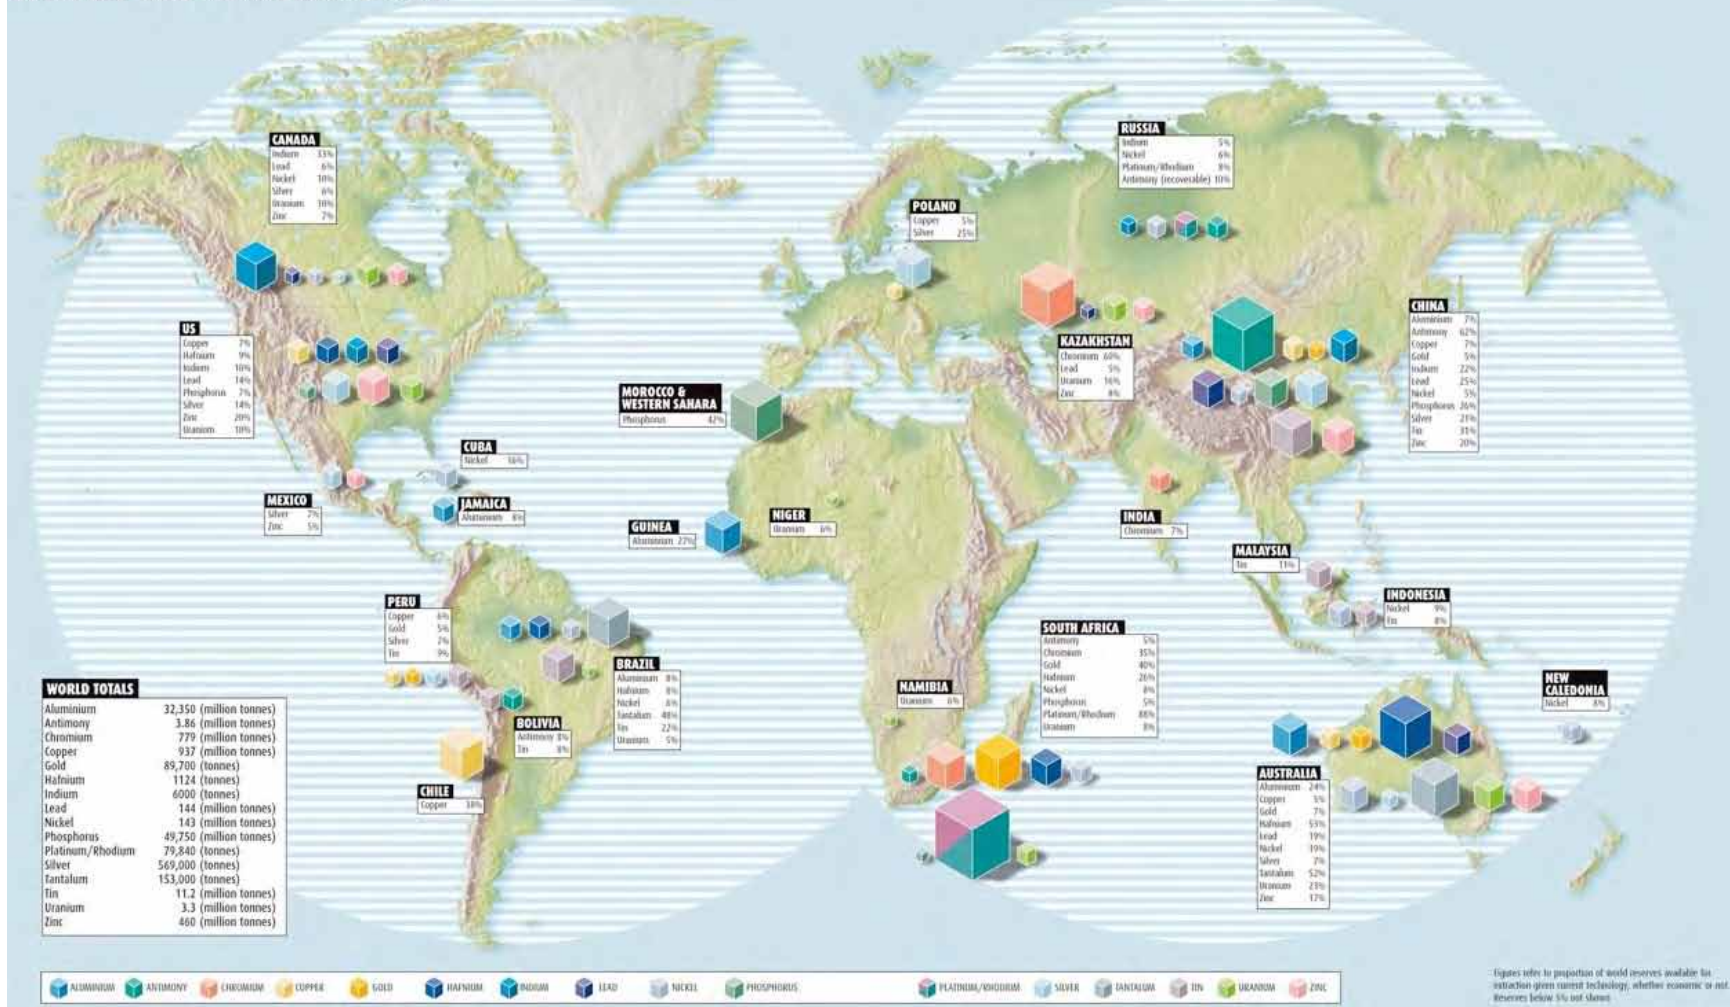 CANADA
Indium 33%
Lead 6%
Nickel 10%
Silver 6%
Uranium 10%
Zinc 7%
RUSSIA
Indium 5%
Nickel 6%
Platinum/Rhodium 8%
Antimony (recoverable) 10%
POLAND
Copper 5%
Silver 25%
US
Copper 7%
Hafnium 9%
Indium 10%
Lead 14%
Phosphorus 7%
Silver 14%
Zinc 20%
Uranium 10%
KAZAKHSTAN
Chromium 60%
Lead 5%
Uranium 16%
Zinc 8%
CHINA
Aluminium 7%
Antimony 62%
Copper 7%
Gold 5%
Indium 22%
Lead 25%
Nickel 5%
Phosphorus 26%
Silver 21%
Tin 31%
Zinc 20%
MOROCCO &
WESTERN SAHARA
Phosphorus 42%
CUBA
Nickel 16%
MEXICO
Silver 7%
Zinc 5%
JAMAICA
Aluminium 8%
GUINEA
Aluminium 27%
NIGER
Uranium 6%
INDIA
Chromium 7%
MALAYSIA
Tin 11%
INDONESIA
Nickel 9%
Tin 8%
PERU
Copper 6%
Gold 5%
Silver 7%
Tin 9%
BRAZIL
Aluminium 8%
Hafnium 8%
Nickel 6%
Tantalum 48%
Tin 22%
Uranium 5%
SOUTH AFRICA
Antimony 5%
Chromium 35%
Gold 40%
Hafnium 26%
Nickel 8%
Phosphorus 5%
Platinum/Rhodium 88%
Uranium 8%
NAMIBIA
Uranium 6%
NEW
CALEDONIA
Nickel 8%
BOLIVIA
Antimony 8%
Tin 8%
CHILE
Copper 38%
AUSTRALIA
Aluminium 24%
Copper 5%
Gold 7%
Hafnium 53%
Lead 19%
Nickel 19%
Silver 7%
Tantalum 52%
Uranium 23%
Zinc 17%
WORLD TOTALS
Aluminium 32,350 (million tonnes)
Antimony 3.86 (million tonnes)
Chromium 779 (million tonnes)
Copper 937 (million tonnes)
Gold 89,700 (tonnes)
Hafnium 1124 (tonnes)
Indium 6000 (tonnes)
Lead 144 (million tonnes)
Nickel 143 (million tonnes)
Phosphorus 49,750 (million tonnes)
Platinum/Rhodium 79,840 (tonnes)
Silver 569,000 (tonnes)
Tantalum 153,000 (tonnes)
Tin 11.2 (million tonnes)
Uranium 3.3 (million tonnes)
Zinc 460 (million tonnes)
ALUMINIUM ANTIMONY CHROMIUM COPPER GOLD HAFNIUM INDIUM LEAD NICKEL PHOSPHORUS PLATINUM/RHODIUM SILVER TANTALUM TIN URANIUM ZINC
Figures refer to proportion of world reserves available for
extraction given current technology, whether economic or not
Reserves below 5% not shown